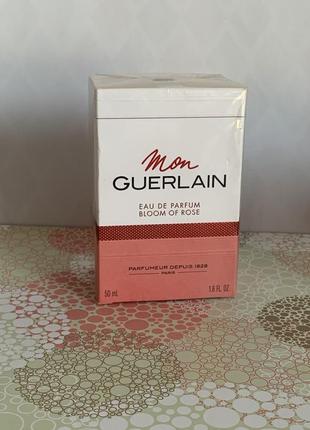 Mon
GUERLAIN
EAU DE PARFUM
BLOOM OF ROSE
PARFUMEUR DEPUIS 1828
PARIS
50 mL 1.6 FL. OZ.